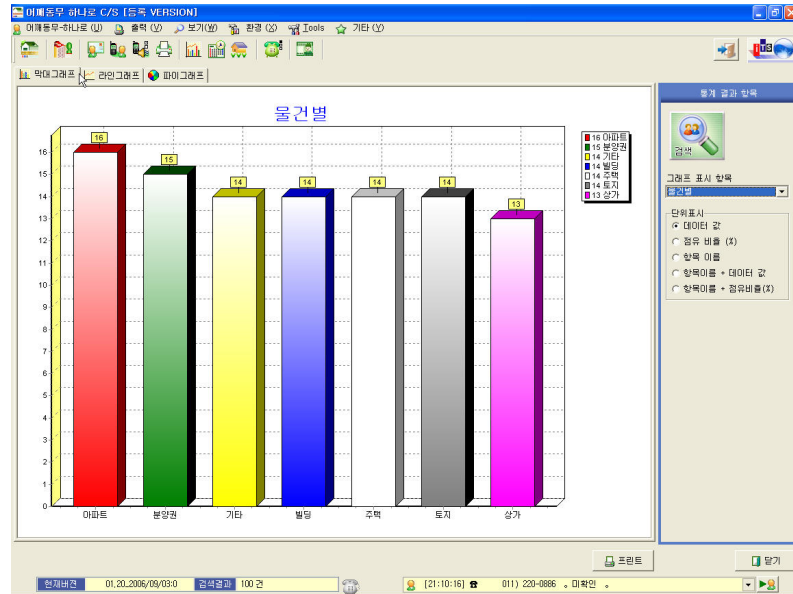 어깨동무 하나로 C/S [등록 VERSION]
어깨동무-하나로 (U) 출력 (V) 보기(W) 환경 (X) Tools 기타 (Y)
막대그래프 라인그래프 파이그래프
물건별
16
15
14
14
14
14
13
16
15
14
13
12
11
10
9
8
7
6
5
4
3
2
1
0
아파트 분양권 기타 빌딩 주택 토지 상가
16 아파트
15 분양권
14 기타
14 빌딩
14 주택
14 토지
13 상가
통계 결과 항목
검색
그래프 표시 항목
물건별
단위표시
데이터 값
점유 비율 (%)
항목 이름
항목이름 + 데이터 값
항목이름 + 점유비율(%)
프린트
닫기
현재버젼 01,20,,2006/09/03:0 검색결과 100 건
[21:10:16] ☎ 011) 220-0886 。미확인 。